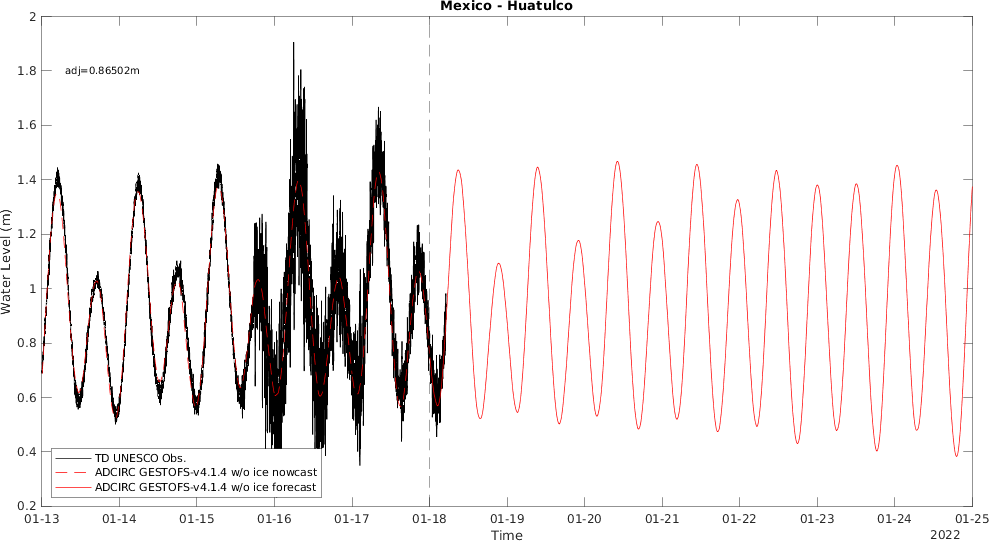 Mexico - Huatulco
2
1.8
1.6
1.4
1.2
1
0.8
0.6
0.4
0.2
Water Level (m)
adj=0.86502m
TD UNESCO Obs.
ADCIRC GESTOFS-v4.1.4 w/o ice nowcast
ADCIRC GESTOFS-v4.1.4 w/o ice forecast
01-13 01-14 01-15 01-16 01-17 01-18 01-19 01-20 01-21 01-22 01-23 01-24 01-25
Time
2022